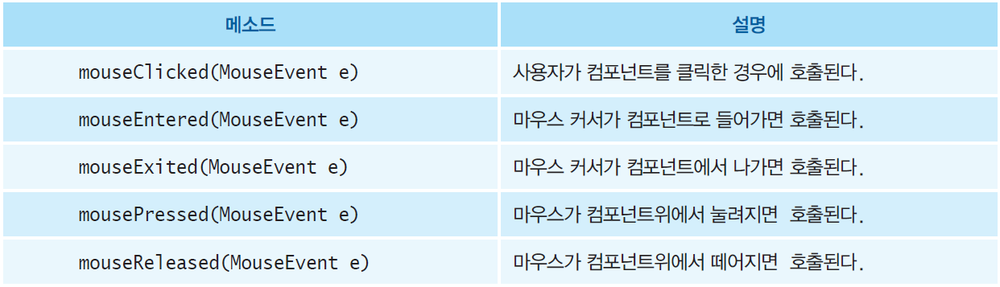 메소드 설명
mouseClicked(MouseEvent e) 사용자가 컴포넌트를 클릭한 경우에 호출된다.
mouseEntered(MouseEvent e) 마우스 커서가 컴포넌트로 들어가면 호출된다.
mouseExited(MouseEvent e) 마우스 커서가 컴포넌트에서 나가면 호출된다.
mousePressed(MouseEvent e) 마우스가 컴포넌트위에서 눌려지면 호출된다.
mouseReleased(MouseEvent e) 마우스가 컴포넌트위에서 떼어지면 호출된다.